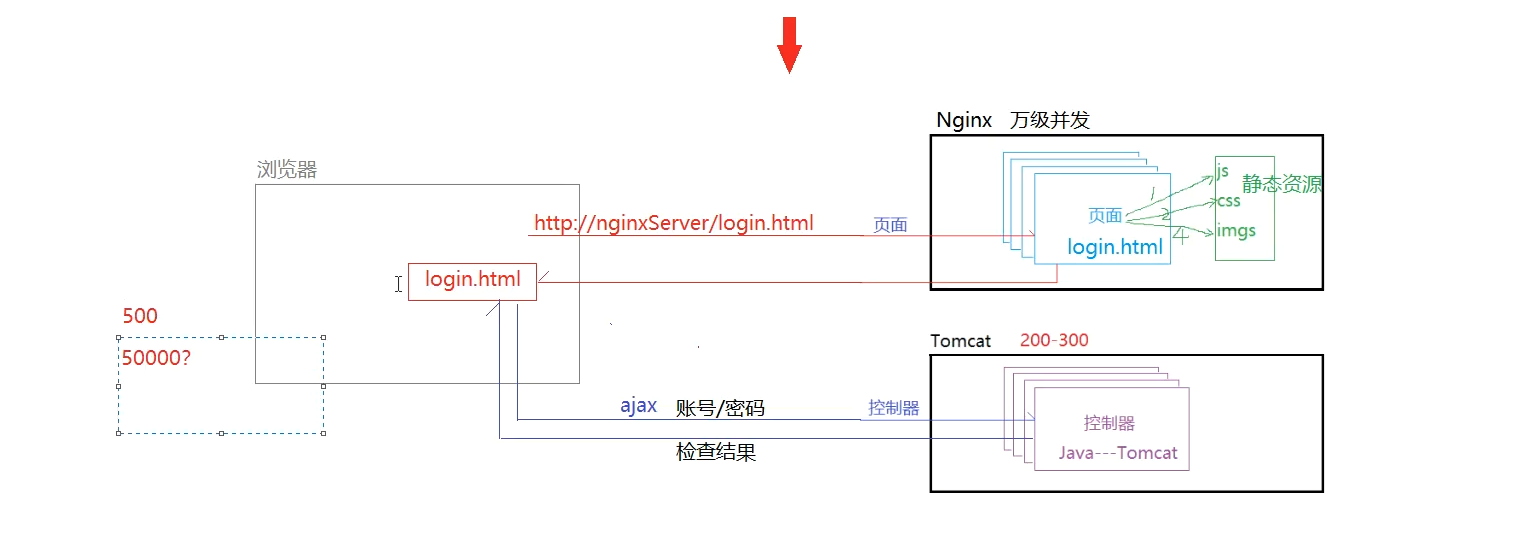 Nginx 万级并发
浏览器
js
静态资源
1
css
页面
2
http://nginxServer/login.html
页面
imgs
4
login.html
login.html
500
Tomcat 200-300
50000?
ajax 账号/密码
控制器
控制器
检查结果
Java---Tomcat